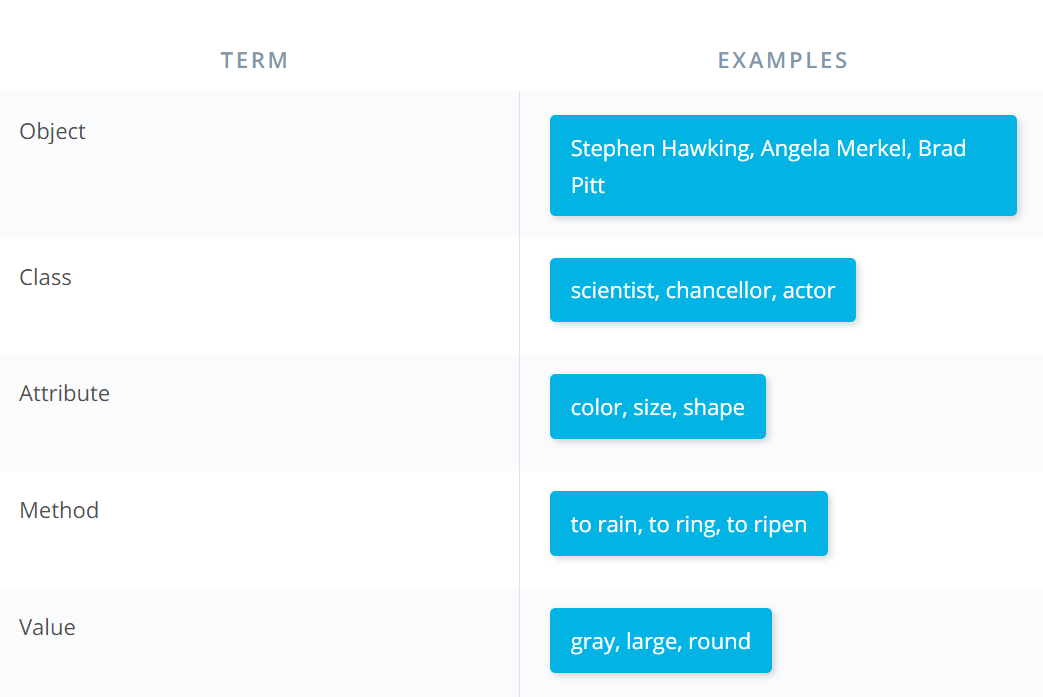 TERM EXAMPLES
Object
Stephen Hawking, Angela Merkel, Brad
Pitt
Class
scientist, chancellor, actor
Attribute
color, size, shape
Method
to rain, to ring, to ripen
Value
gray, large, round